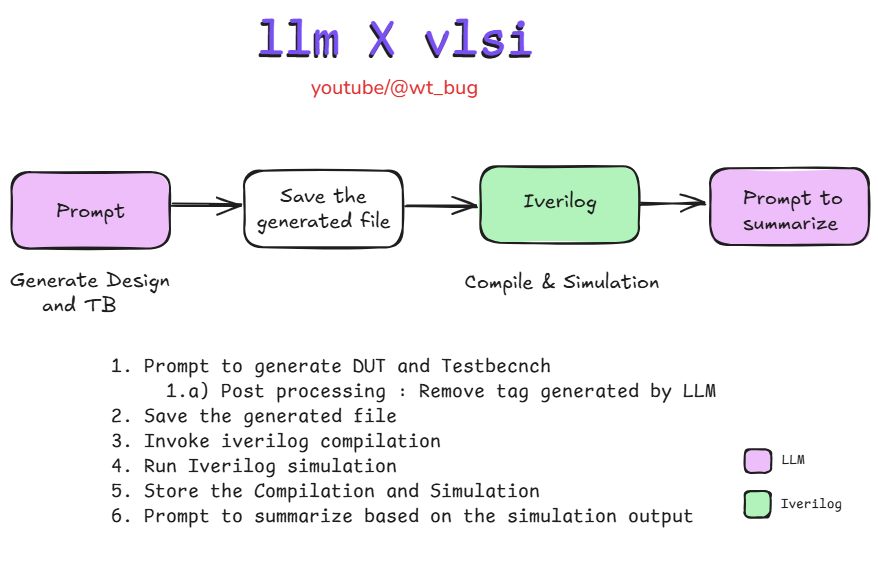 llm X vlsi
youtube/@wt_bug
Prompt
Save the
generated file
Iverilog
Prompt to
summarize
Generate Design
and TB
Compile & Simulation
1. Prompt to generate DUT and Testbecnch
1.a) Post processing : Remove tag generated by LLM
2. Save the generated file
3. Invoke iverilog compilation
4. Run Iverilog simulation
5. Store the Compilation and Simulation
6. Prompt to summarize based on the simulation output
LLM
Iverilog